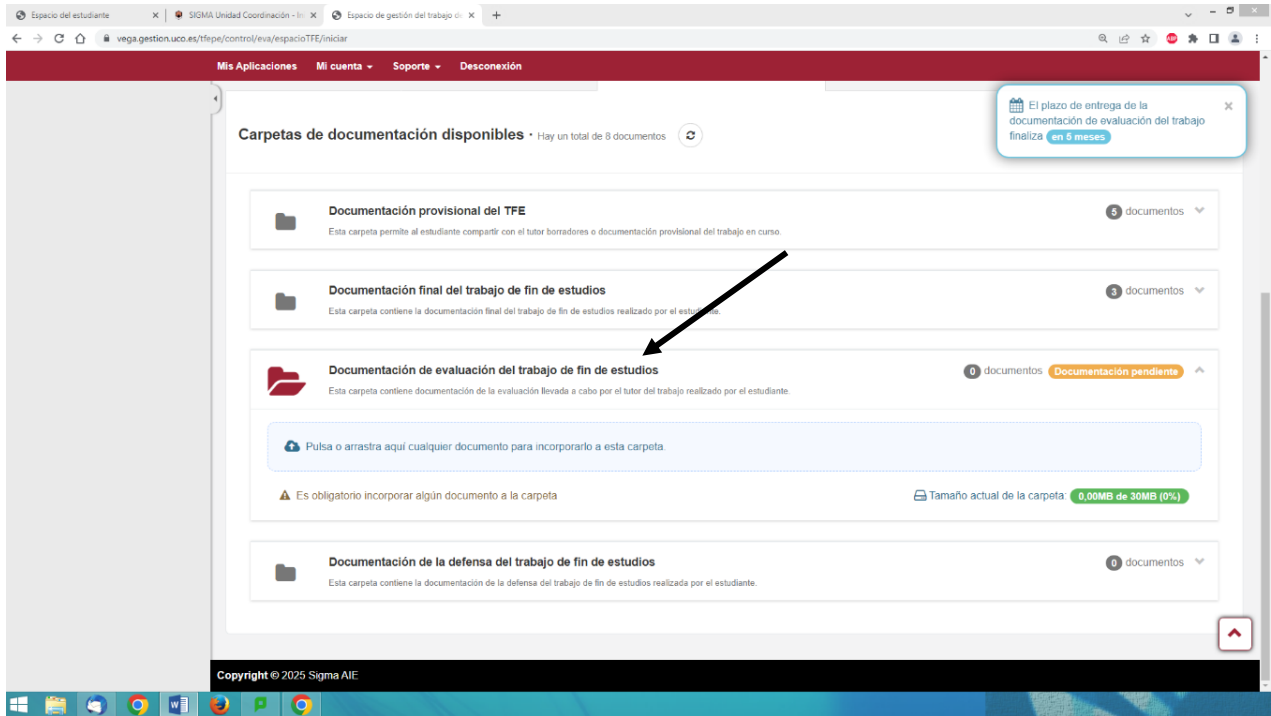 Espacio del estudiante
SIGMA Unidad Coordinación - In
Espacio de gestión del trabajo de
vega.gestion.uco.es/tfepe/control/eva/espacioTFE/iniciar
Mis Aplicaciones Mi cuenta Soporte Desconexión
El plazo de entrega de la
documentación de evaluación del trabajo
finaliza en 5 meses
Carpetas de documentación disponibles · Hay un total de 8 documentos
Documentación provisional del TFE
5 documentos
Esta carpeta permite al estudiante compartir con el tutor borradores o documentación provisional del trabajo en curso.
Documentación final del trabajo de fin de estudios
3 documentos
Esta carpeta contiene la documentación final del trabajo de fin de estudios realizado por el estudiante.
Documentación de evaluación del trabajo de fin de estudios
0 documentos Documentación pendiente
Esta carpeta contiene documentación de la evaluación llevada a cabo por el tutor del trabajo realizado por el estudiante.
Pulsa o arrastra aquí cualquier documento para incorporarlo a esta carpeta.
Es obligatorio incorporar algún documento a la carpeta
Tamaño actual de la carpeta: 0,00MB de 30MB (0%)
Documentación de la defensa del trabajo de fin de estudios
0 documentos
Esta carpeta contiene la documentación de la defensa del trabajo de fin de estudios realizada por el estudiante.
Copyright © 2025 Sigma AIE